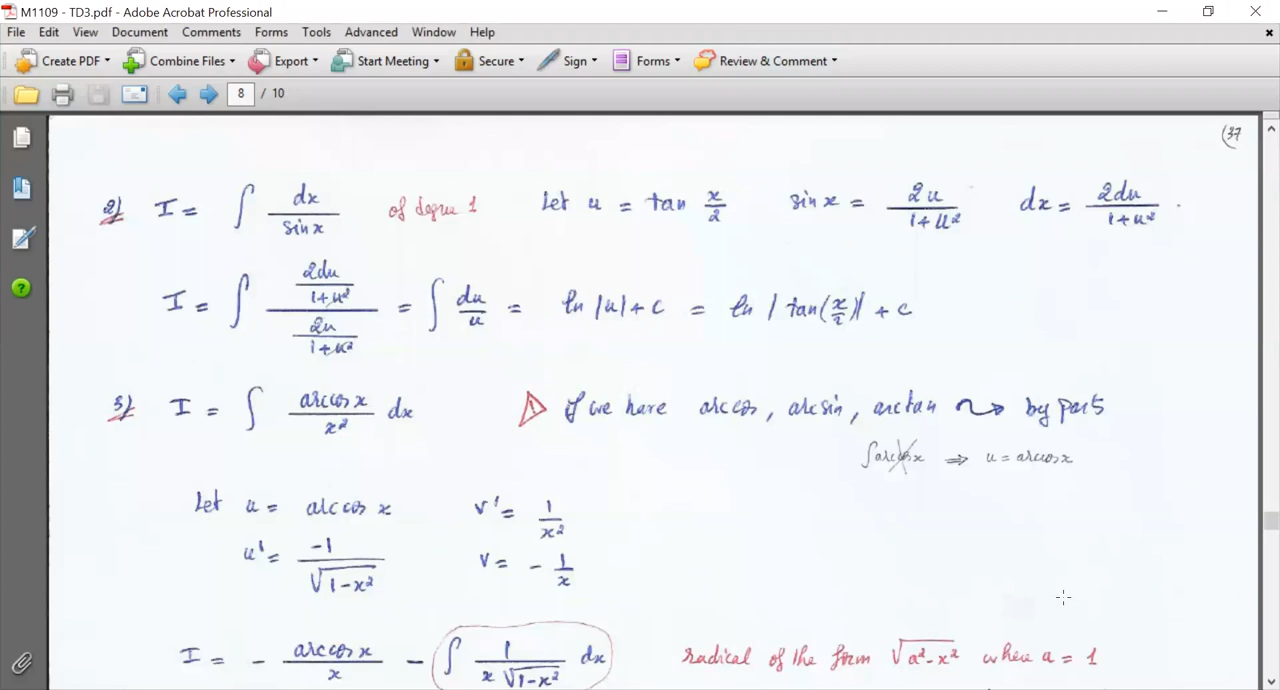 M1109 - TD3.pdf - Adobe Acrobat Professional
File Edit View Document Comments Forms Tools Advanced Window Help
Create PDF Combine Files Export Start Meeting Secure Sign Forms Review & Comment
8 / 10
(37
2) I = ∫ dx / sin x of degree 1 Let u = tan x/2 sin x = 2u / 1+u² dx = 2du / 1+u² .
I = ∫ (2du / 1+u²) / (2u / 1+u²) = ∫ du/u = ln |u| + c = ln | tan(x/2)| + c
3) I = ∫ arccos x / x² dx ! if we have arccos, arcsin, arctan ⤳ by parts
∫ arccos x ⇒ u = arccos x
Let u = arccos x v' = 1 / x²
u' = -1 / √(1-x²) v = - 1/x
I = - arccos x / x - ∫ 1 / x√(1-x²) dx radical of the form √(a²-x²) where a = 1